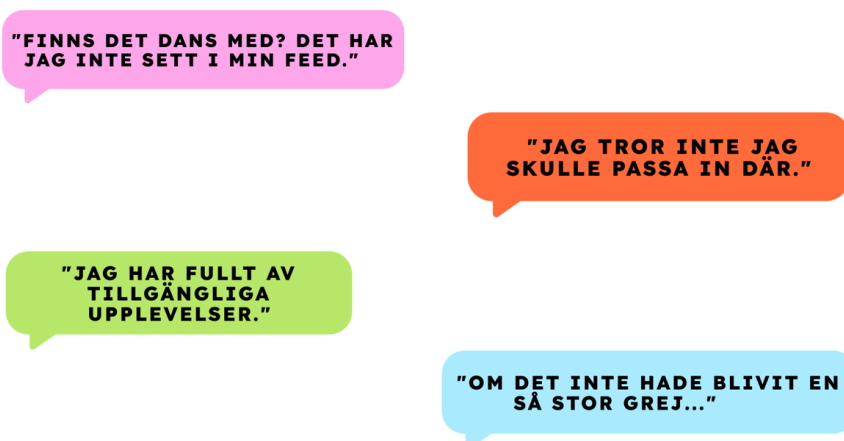 "FINNS DET DANS MED? DET HAR
JAG INTE SETT I MIN FEED."
"JAG TROR INTE JAG
SKULLE PASSA IN DÄR."
"JAG HAR FULLT AV
TILLGÄNGLIGA
UPPLEVELSER."
"OM DET INTE HADE BLIVIT EN
SÅ STOR GREJ..."